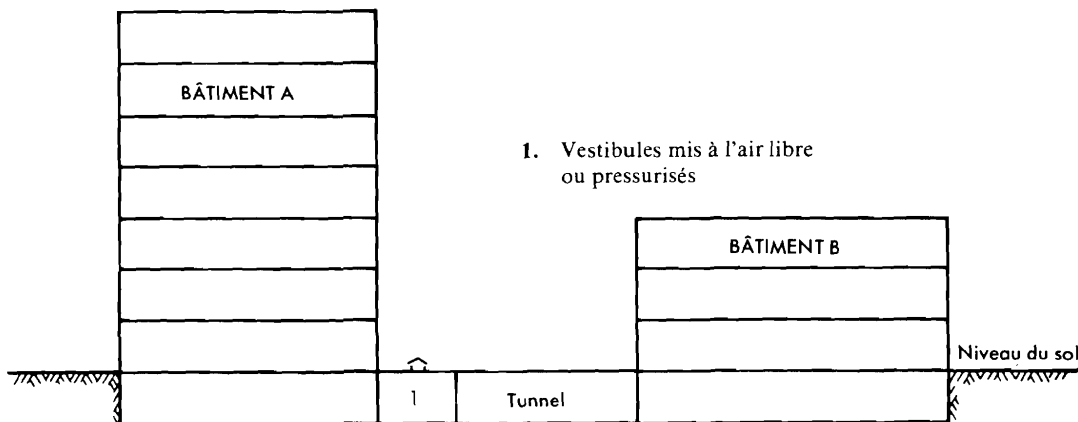 BÂTIMENT A
1. Vestibules mis à l'air libre
ou pressurisés
BÂTIMENT B
Niveau du sol
1
Tunnel